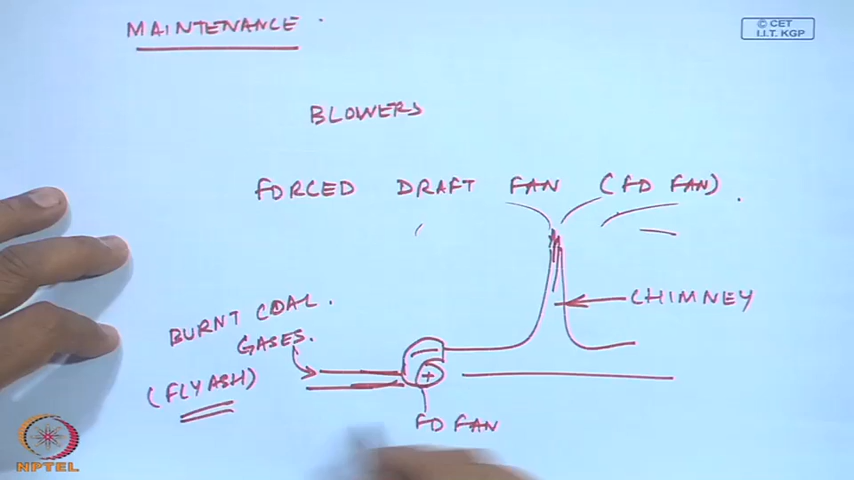 MAINTENANCE
© CET
I.I.T. KGP
BLOWERS
FORCED DRAFT FAN (FD FAN).
CHIMNEY
BURNT COAL
GASES.
(FLYASH)
FD FAN
NPTEL